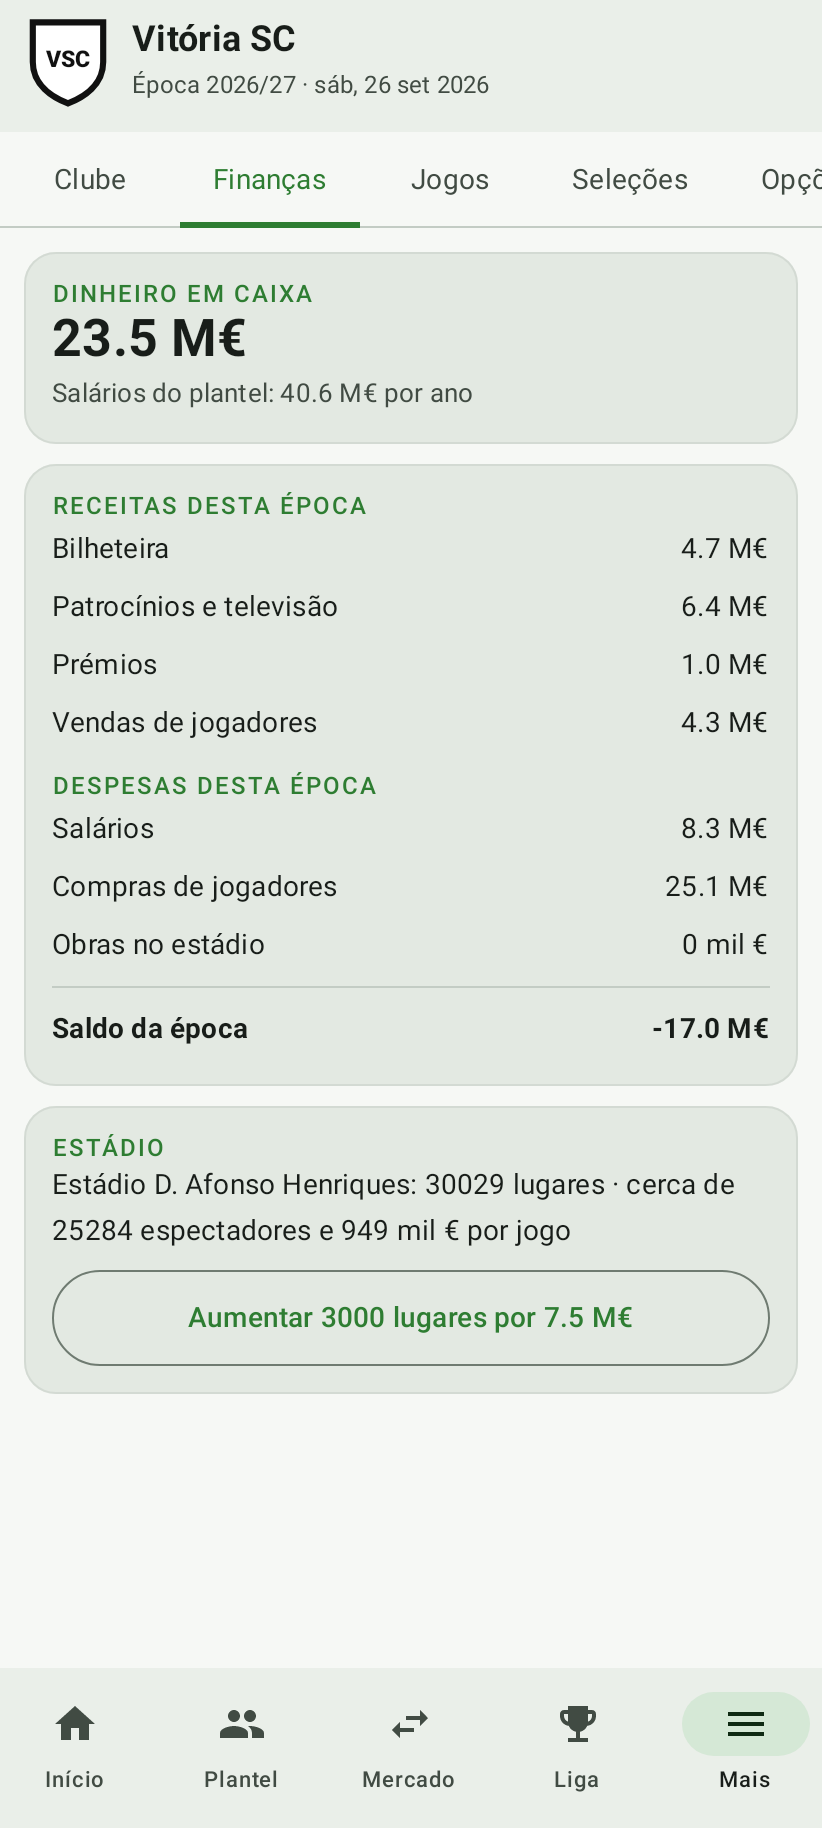 VSC
Vitória SC
Época 2026/27 · sáb, 26 set 2026
Clube
Finanças
Jogos
Seleções
Opçõ
DINHEIRO EM CAIXA
23.5 M€
Salários do plantel: 40.6 M€ por ano
RECEITAS DESTA ÉPOCA
Bilheteira 4.7 M€
Patrocínios e televisão 6.4 M€
Prémios 1.0 M€
Vendas de jogadores 4.3 M€
DESPESAS DESTA ÉPOCA
Salários 8.3 M€
Compras de jogadores 25.1 M€
Obras no estádio 0 mil €
Saldo da época -17.0 M€
ESTÁDIO
Estádio D. Afonso Henriques: 30029 lugares · cerca de
25284 espectadores e 949 mil € por jogo
Aumentar 3000 lugares por 7.5 M€
Início
Plantel
Mercado
Liga
Mais